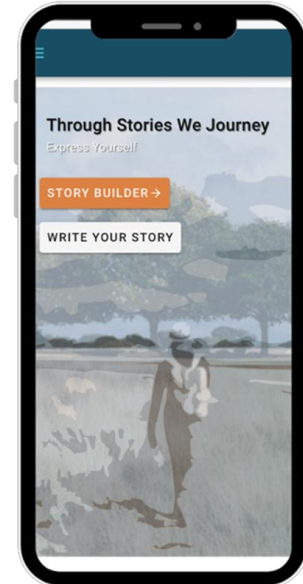 Through Stories We Journey
Express Yourself
STORY BUILDER→
WRITE YOUR STORY